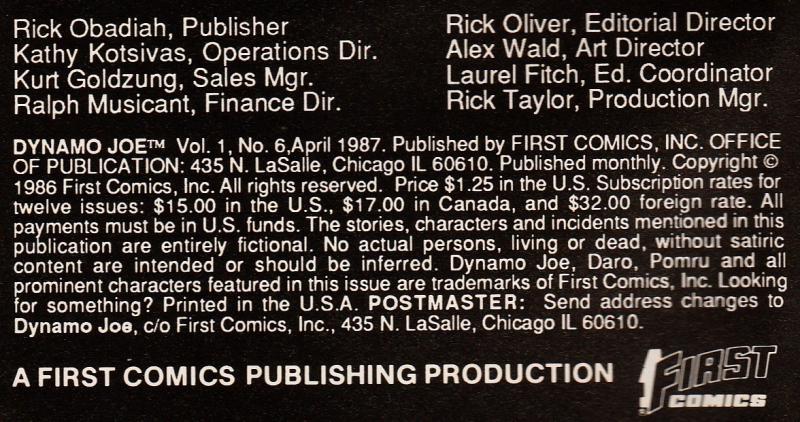 Rick Obadiah, Publisher
Kathy Kotsivas, Operations Dir.
Kurt Goldzung, Sales Mgr.
Ralph Musicant, Finance Dir.
Rick Oliver, Editorial Director
Alex Wald, Art Director
Laurel Fitch, Ed. Coordinator
Rick Taylor, Production Mgr.
DYNAMO JOE™ Vol. 1, No. 6,April 1987. Published by FIRST COMICS, INC. OFFICE
OF PUBLICATION: 435 N. LaSalle, Chicago IL 60610. Published monthly. Copyright ©
1986 First Comics, Inc. All rights reserved. Price $1.25 in the U.S. Subscription rates for
twelve issues: $15.00 in the U.S., $17.00 in Canada, and $32.00 foreign rate. All
payments must be in U.S. funds. The stories, characters and incidents mentioned in this
publication are entirely fictional. No actual persons, living or dead, without satiric
content are intended or should be inferred. Dynamo Joe, Daro, Pomru and all
prominent characters featured in this issue are trademarks of First Comics, Inc. Looking
for something? Printed in the U.S.A. POSTMASTER: Send address changes to
Dynamo Joe, c/o First Comics, Inc., 435 N. LaSalle, Chicago IL 60610.
A FIRST COMICS PUBLISHING PRODUCTION
FIRST
COMICS